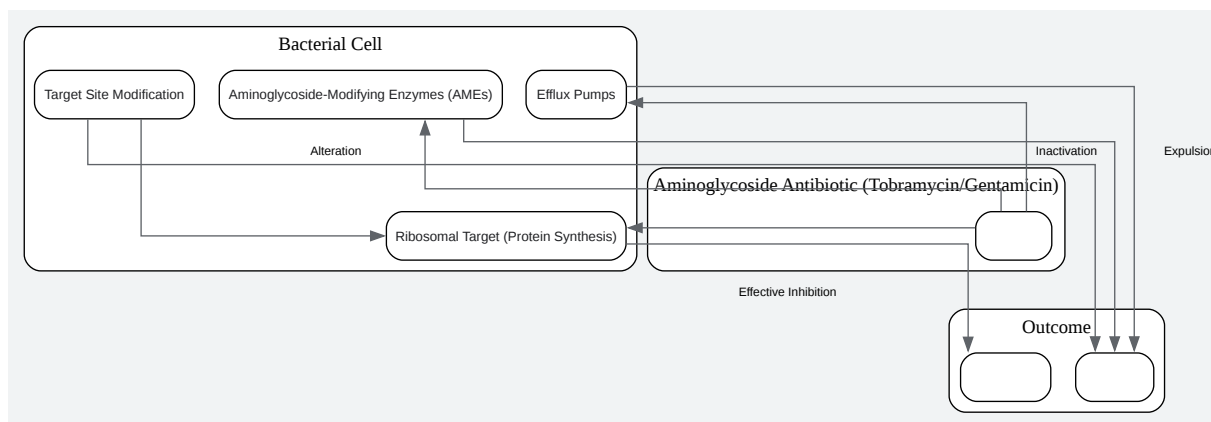 Bacterial Cell
Target Site Modification
Aminoglycoside-Modifying Enzymes (AMEs)
Efflux Pumps
Alteration
Inactivation
Expulsion
Aminoglycoside Antibiotic (Tobramycin/Gentamicin)
Ribosomal Target (Protein Synthesis)
Effective Inhibition
Outcome